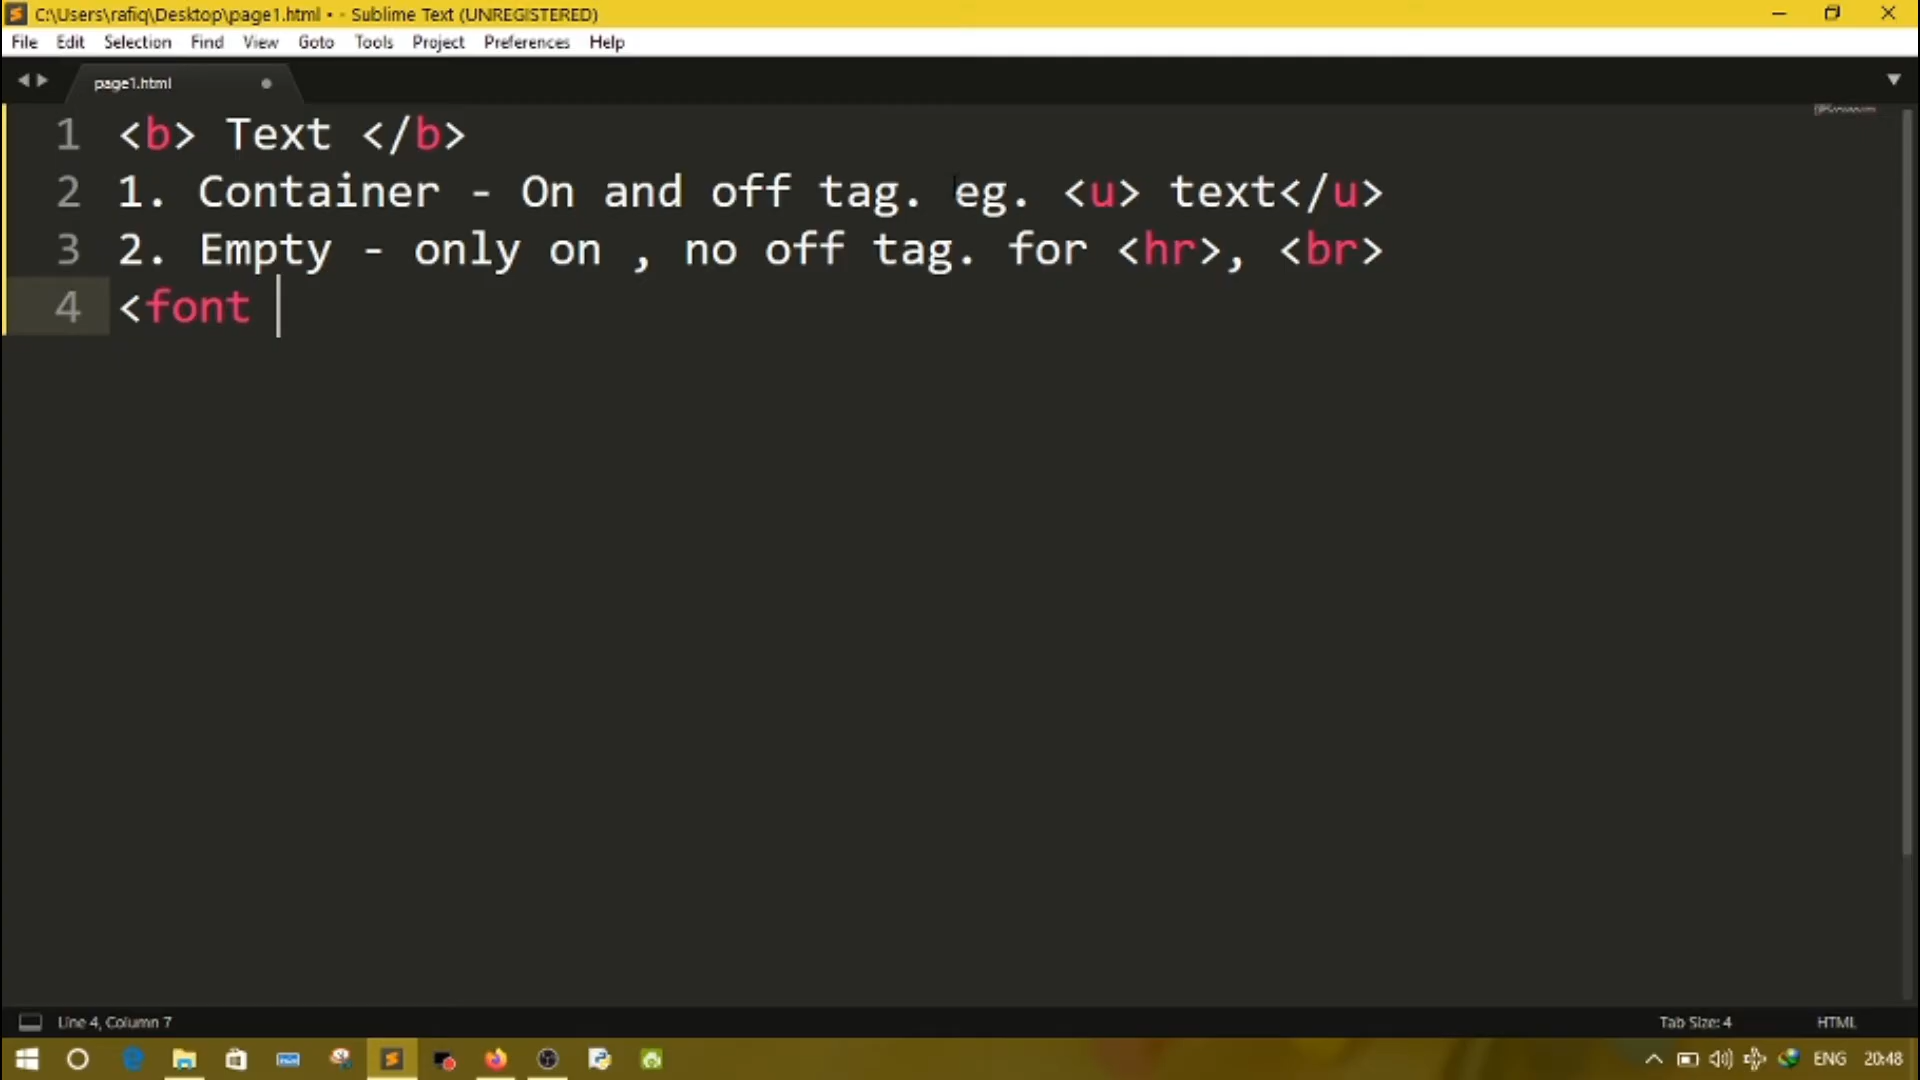 C:\Users\rafiq\Desktop\page1.html • - Sublime Text (UNREGISTERED)
File Edit Selection Find View Goto Tools Project Preferences Help
page1.html
1 <b> Text </b>
2 1. Container - On and off tag. eg. <u> text</u>
3 2. Empty - only on , no off tag. for <hr>, <br>
4 <font
Line 4, Column 7 Tab Size: 4 HTML
ENG 20:48